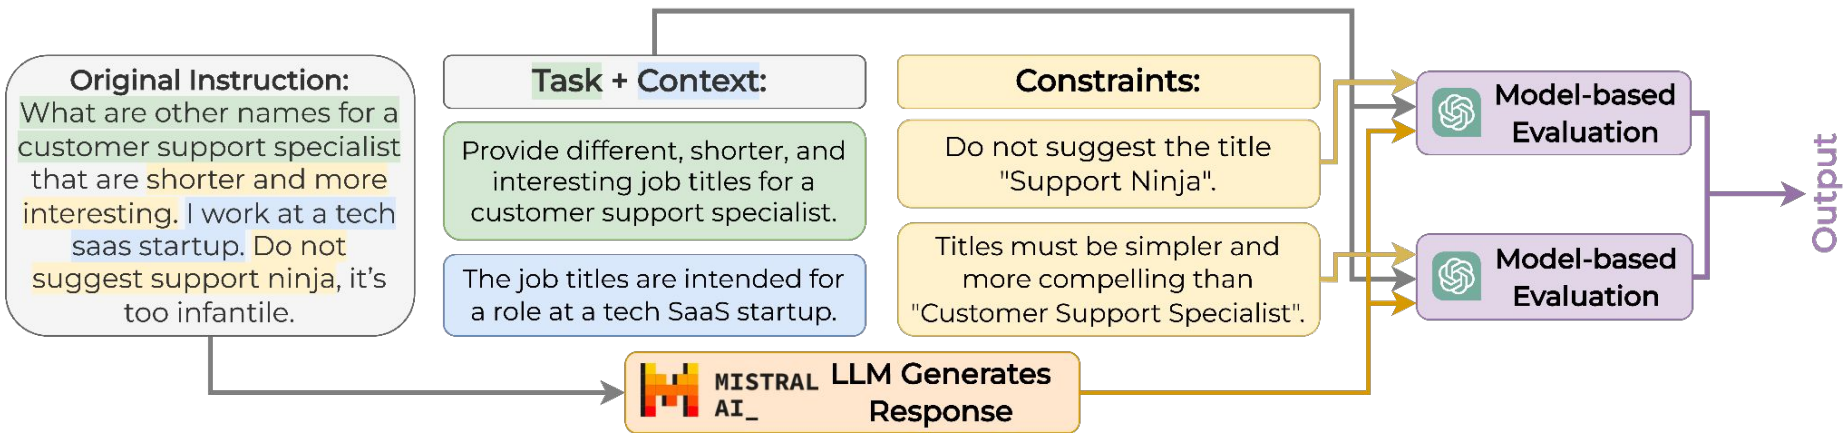 Original Instruction:
What are other names for a
customer support specialist
that are shorter and more
interesting. I work at a tech
saas startup. Do not
suggest support ninja, it's
too infantile.
Task + Context:
Provide different, shorter, and
interesting job titles for a
customer support specialist.
The job titles are intended for
a role at a tech SaaS startup.
Constraints:
Do not suggest the title
"Support Ninja".
Titles must be simpler and
more compelling than
"Customer Support Specialist".
MISTRAL
AI_
LLM Generates
Response
Model-based
Evaluation
Model-based
Evaluation
Output